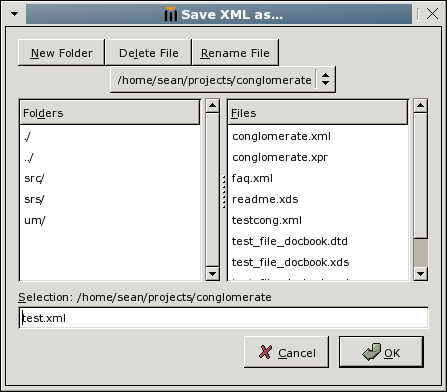 Save XML as...
New Folder
Delete File
Rename File
/home/sean/projects/conglomerate
Folders
./
../
src/
srs/
um/
Files
conglomerate.xml
conglomerate.xpr
faq.xml
readme.xds
testcong.xml
test_file_docbook.dtd
test_file_docbook.xds
Selection: /home/sean/projects/conglomerate
test.xml
Cancel
OK